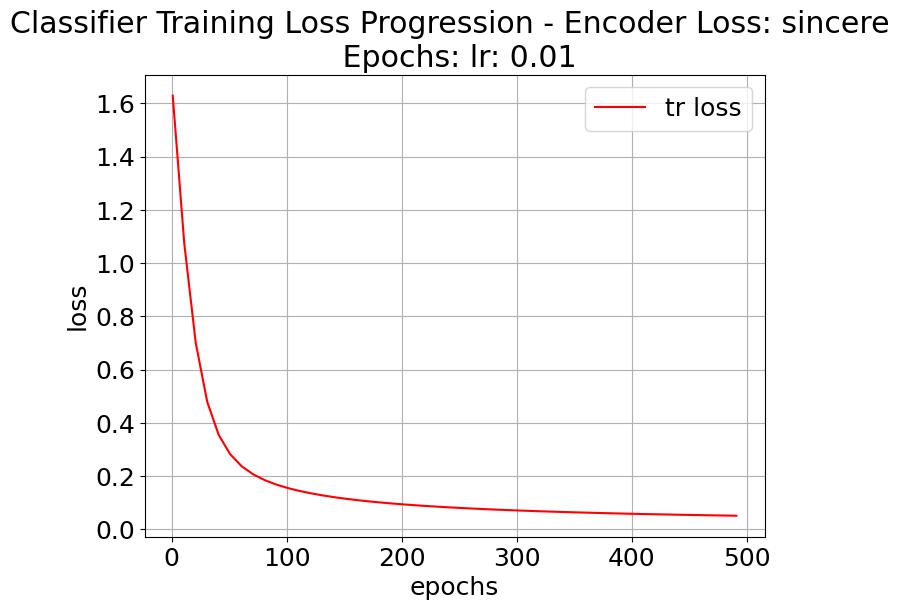 Classifier Training Loss Progression - Encoder Loss: sincere
Epochs: lr: 0.01
tr loss
1.6
1.4
1.2
1.0
0.8
0.6
0.4
0.2
0.0
loss
0 100 200 300 400 500
epochs